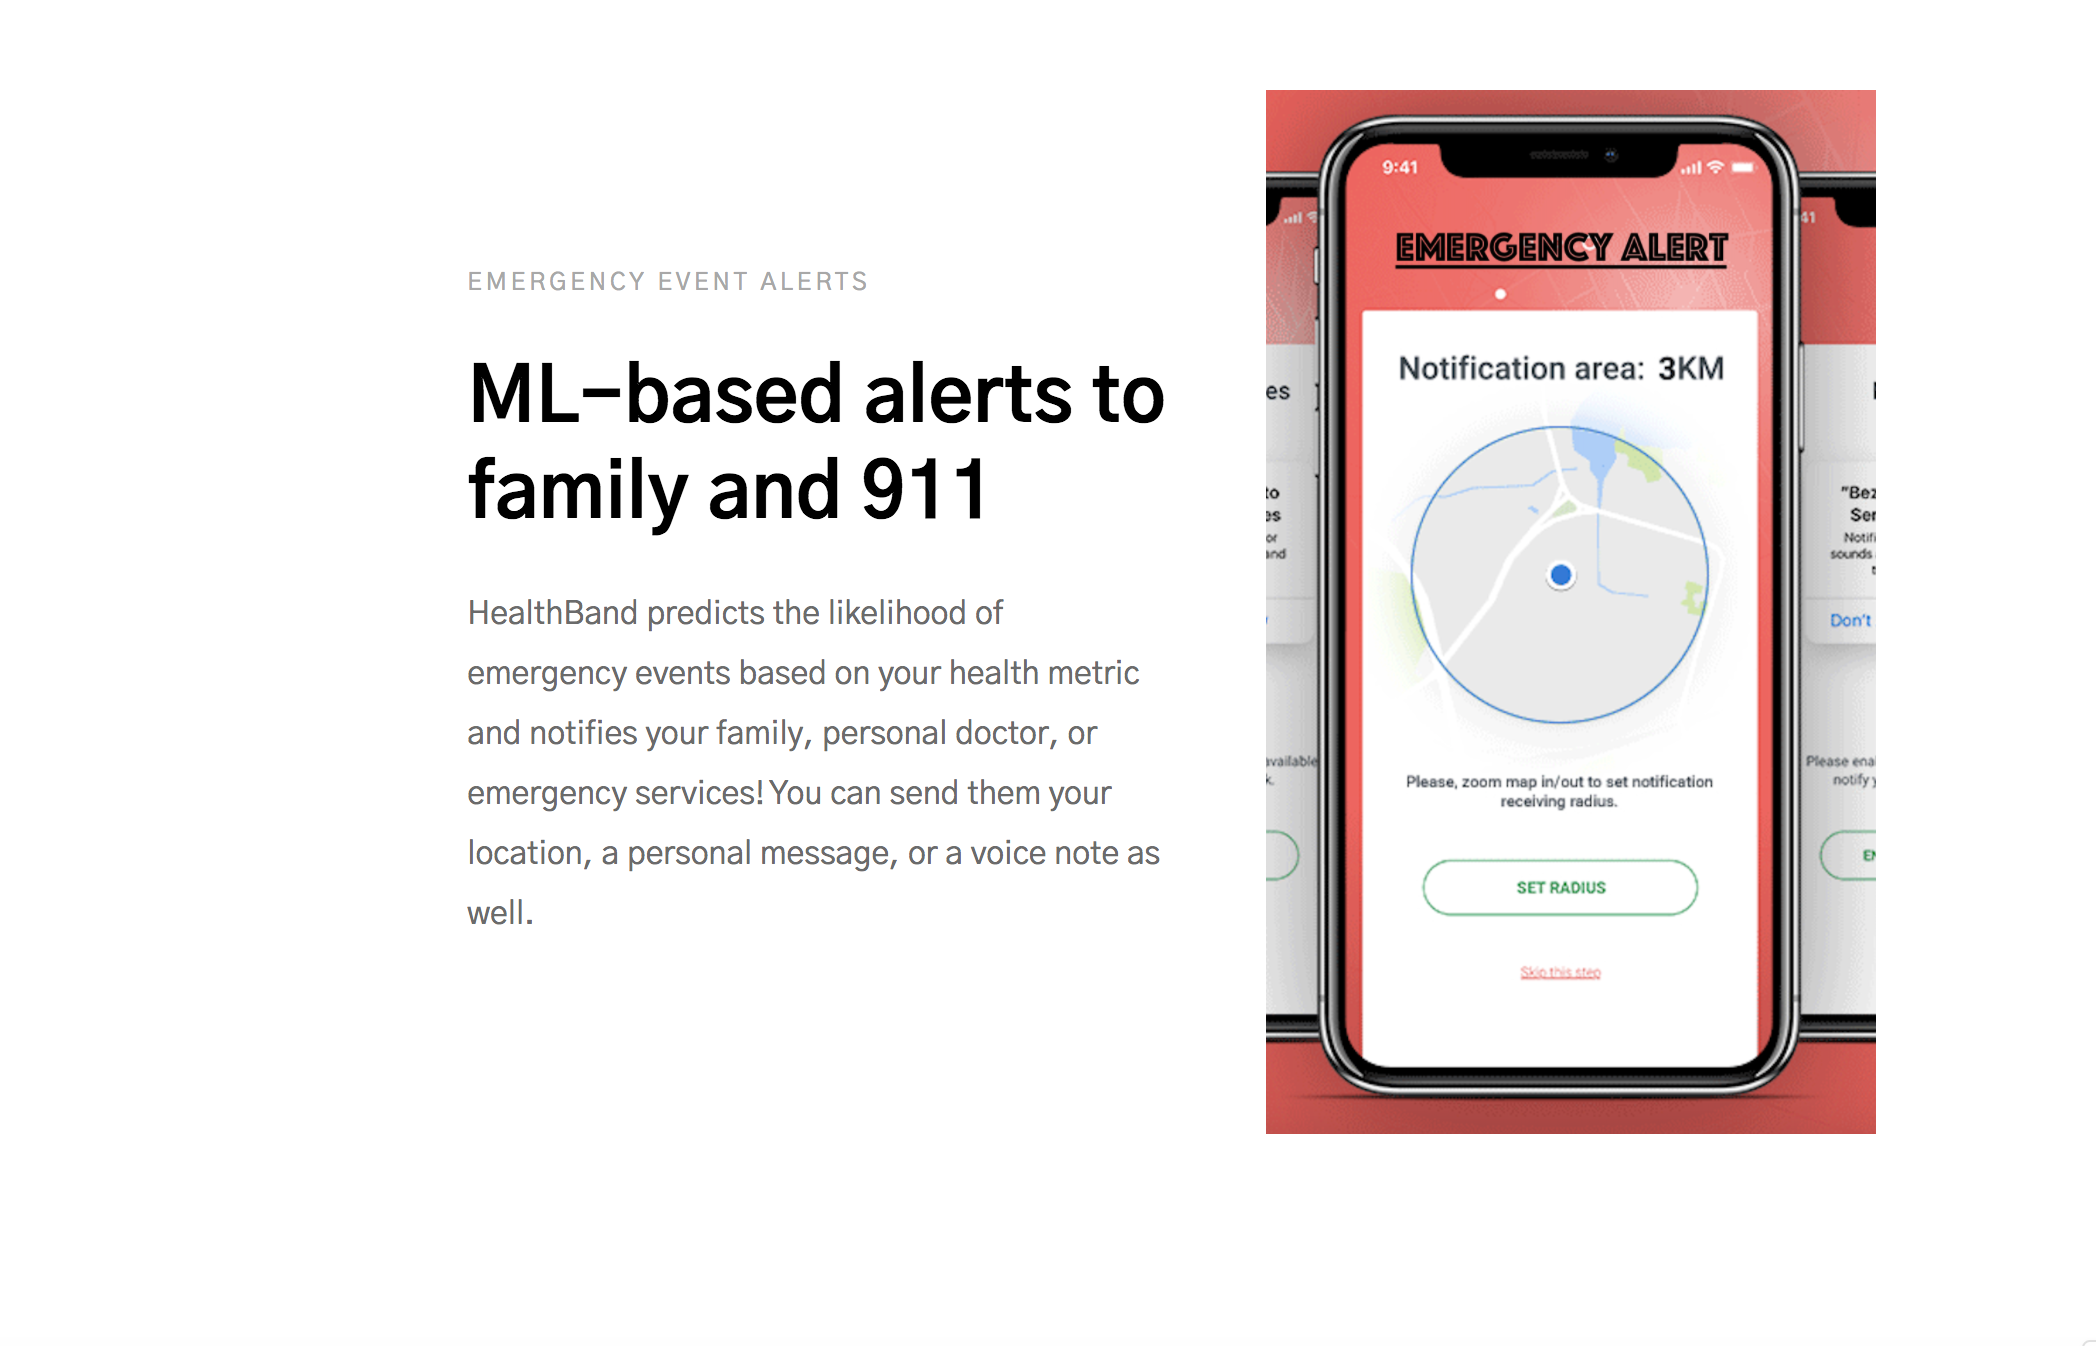 EMERGENCY EVENT ALERTS
ML-based alerts to
family and 911
HealthBand predicts the likelihood of
emergency events based on your health metric
and notifies your family, personal doctor, or
emergency services! You can send them your
location, a personal message, or a voice note as
well.
9:41
EMERGENCY ALERT
Notification area: 3KM
Please, zoom map in/out to set notification
receiving radius.
SET RADIUS
Skip this step
41
es
to
es
or
and
available
k.
"Bez
Ser
Notifi
sounds
t
Don't
Please ena
notify y
EN